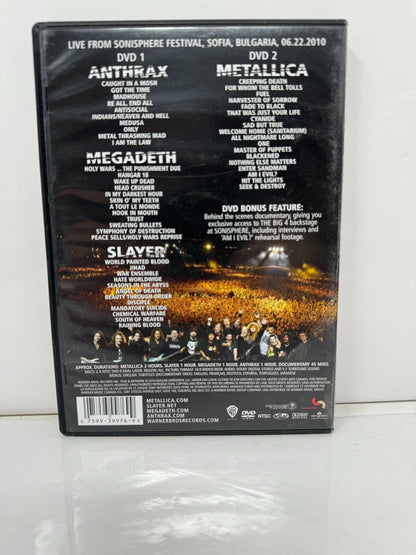 LIVE FROM SONISPHERE FESTIVAL, SOFIA, BULGARIA, 06.22.2010
DVD 1
ANTHRAX
CAUGHT IN A MOSH
GOT THE TIME
MADHOUSE
BE ALL, END ALL
ANTISOCIAL
INDIANS/HEAVEN AND HELL
MEDUSA
ONLY
METAL THRASHING MAD
I AM THE LAW
MEGADETH
HOLY WARS ... THE PUNISHMENT DUE
HANGAR 18
WAKE UP DEAD
HEAD CRUSHER
IN MY DARKEST HOUR
SKIN O' MY TEETH
A TOUT LE MONDE
HOOK IN MOUTH
TRUST
SWEATING BULLETS
SYMPHONY OF DESTRUCTION
PEACE SELLS/HOLY WARS REPRISE
SLAYER
WORLD PAINTED BLOOD
JIHAD
WAR ENSEMBLE
HATE WORLDWIDE
SEASONS IN THE ABYSS
ANGEL OF DEATH
BEAUTY THROUGH ORDER
DISCIPLE
MANDATORY SUICIDE
CHEMICAL WARFARE
SOUTH OF HEAVEN
RAINING BLOOD
DVD 2
METALLICA
CREEPING DEATH
FOR WHOM THE BELL TOLLS
FUEL
HARVESTER OF SORROW
FADE TO BLACK
THAT WAS JUST YOUR LIFE
CYANIDE
SAD BUT TRUE
WELCOME HOME (SANITARIUM)
ALL NIGHTMARE LONG
ONE
MASTER OF PUPPETS
BLACKENED
NOTHING ELSE MATTERS
ENTER SANDMAN
AM I EVIL?
HIT THE LIGHTS
SEEK & DESTROY
DVD BONUS FEATURE:
Behind the scenes documentary, giving you
exclusive access to THE BIG 4 backstage
at SONISPHERE, including interviews and
"AM I EVIL?" rehearsal footage.
APPROX. DURATIONS: METALLICA 2 HOURS. SLAYER 1 HOUR. MEGADETH 1 HOUR. ANTHRAX 1 HOUR. DOCUMENTARY 45 MINS.
METALLICA.COM
SLAYER.NET
MEGADETH.COM
ANTHRAX.COM
WARNERBROSRECORDS.COM
DVD
VIDEO
NTSC
7599 39976 9